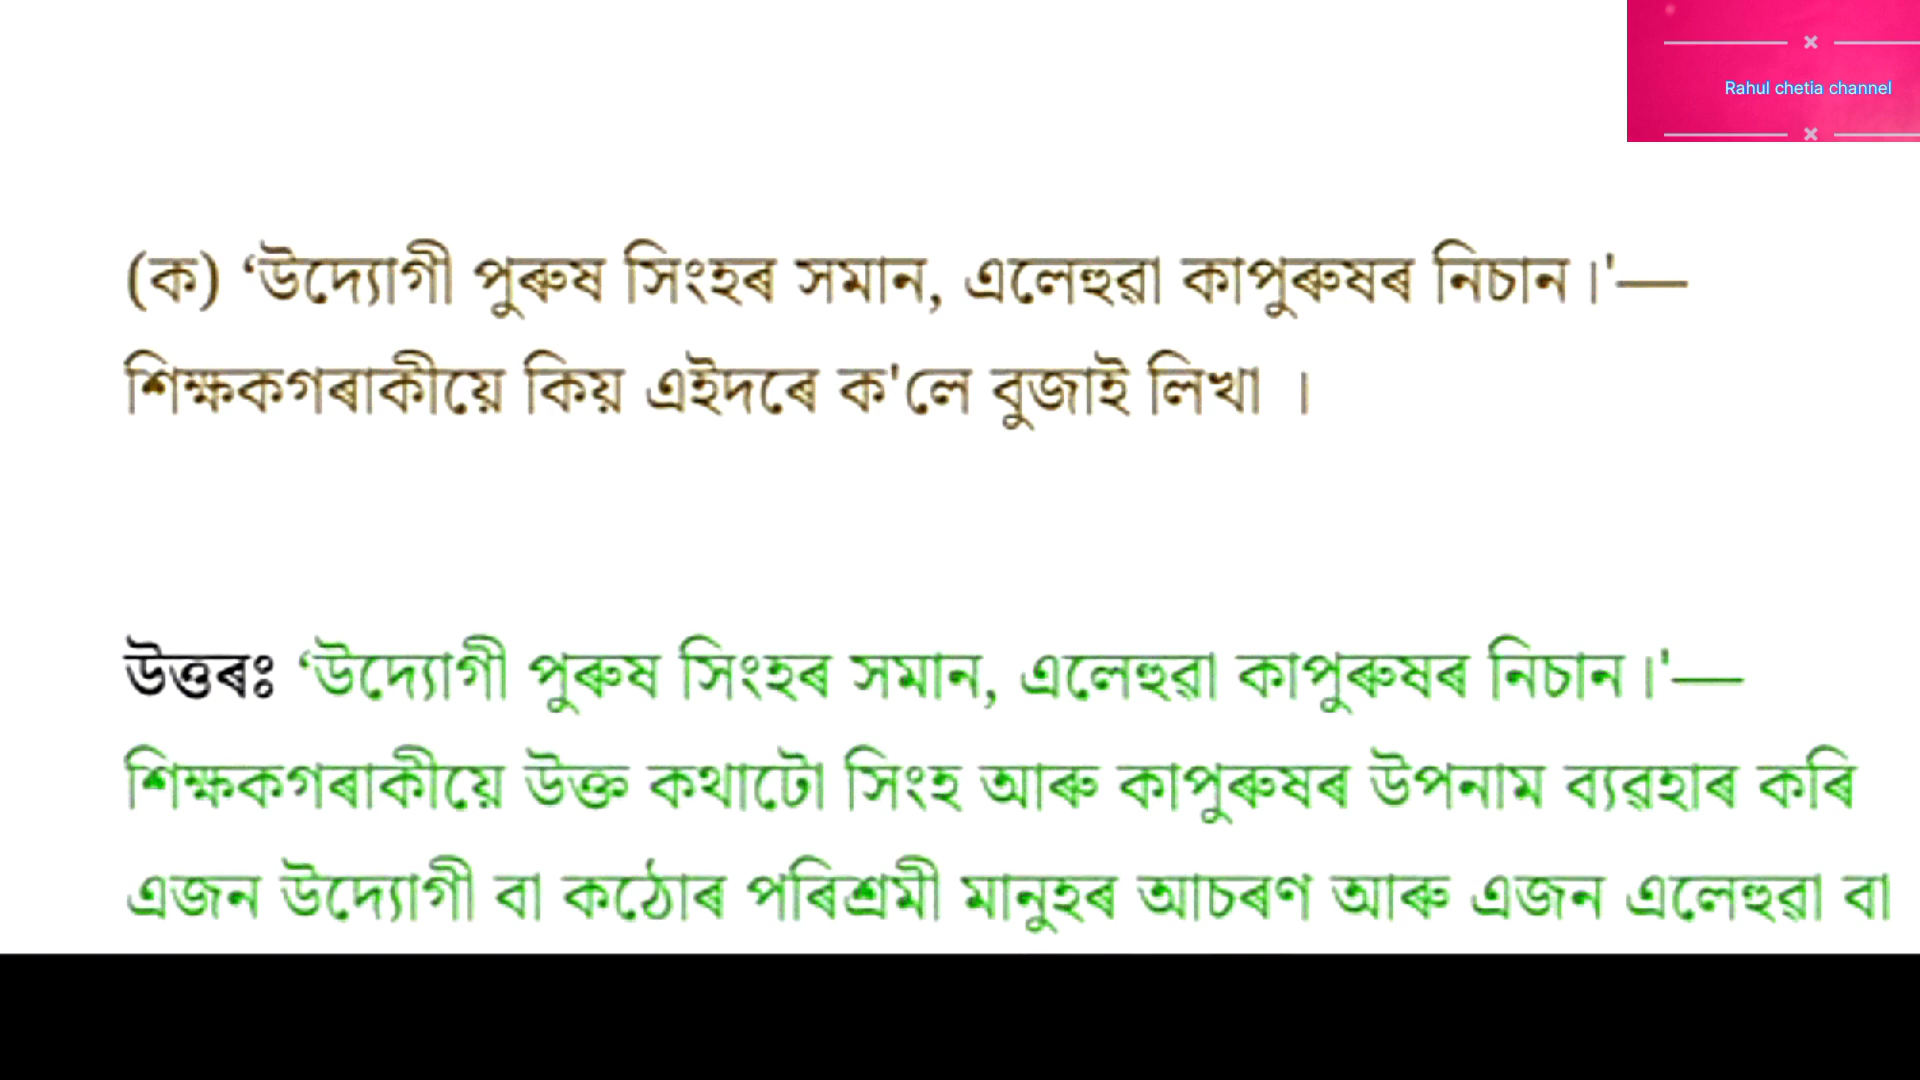 Rahul chetia channel
(ক) ‘উদ্যোগী পুৰুষ সিংহৰ সমান, এলেহুৱা কাপুৰুষৰ নিচান।'—
শিক্ষকগৰাকীয়ে কিয় এইদৰে ক'লে বুজাই লিখা ।
উত্তৰঃ ‘উদ্যোগী পুৰুষ সিংহৰ সমান, এলেহুৱা কাপুৰুষৰ নিচান।'—
শিক্ষকগৰাকীয়ে উক্ত কথাটো সিংহ আৰু কাপুৰুষৰ উপনাম ব্যৱহাৰ কৰি
এজন উদ্যোগী বা কঠোৰ পৰিশ্ৰমী মানুহৰ আচৰণ আৰু এজন এলেহুৱা বা